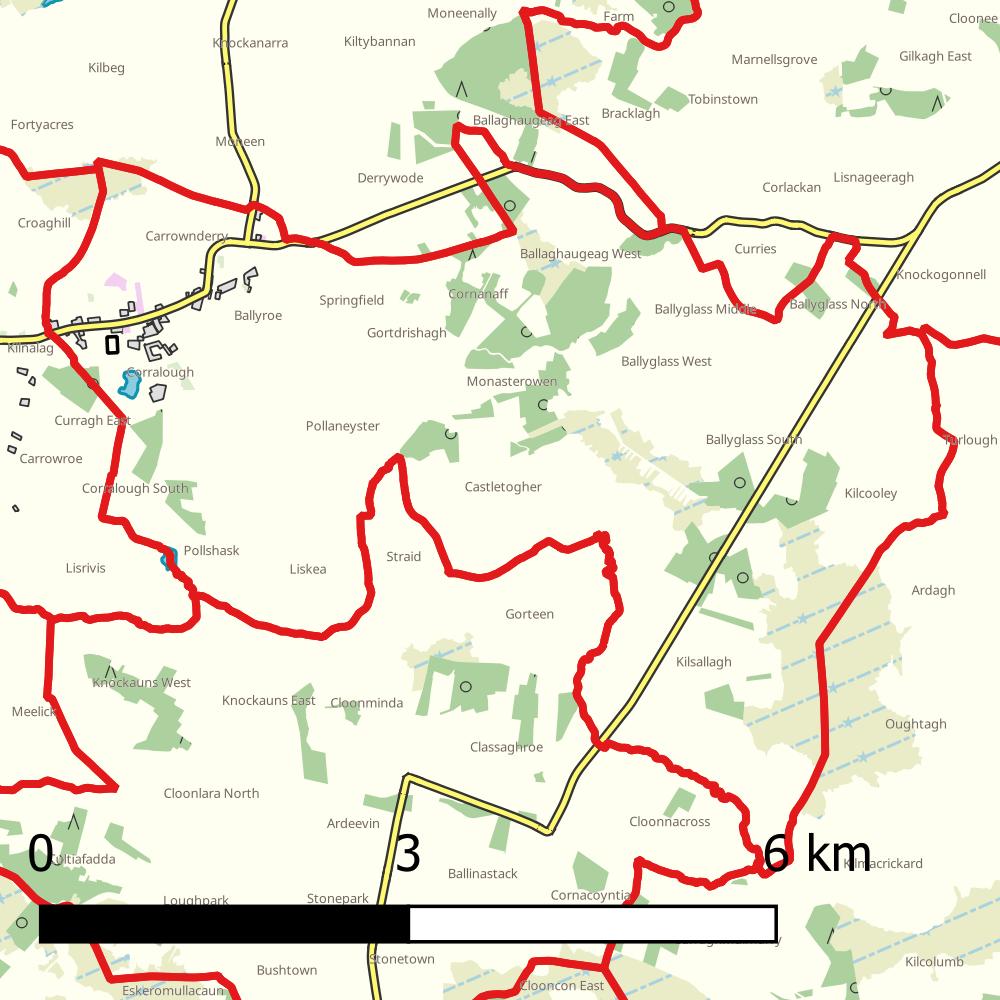 Moneenally
Farm
Cloonee
Knockanarra
Kiltybannan
Marnellsgrove
Gilkagh East
Kilbeg
Tobinstown
Bracklagh
Fortyacres
Ballaghaugeag East
Moneen
Derrywode
Corlackan
Lisnageeragh
Croaghill
Carrownderry
Ballaghaugeag West
Curries
Knockogonnell
Springfield
Cornanaff
Ballyglass Middle
Ballyglass North
Ballyroe
Gortdrishagh
Kilnalag
Ballyglass West
Corralough
Monasterowen
Curragh East
Pollaneyster
Ballyglass South
Turlough
Carrowroe
Corralough South
Castletogher
Kilcooley
Pollshask
Straid
Lisrivis
Liskea
Ardagh
Gorteen
Kilsallagh
Knockauns West
Knockauns East
Cloonminda
Meelick
Oughtagh
Classaghroe
Cloonlara North
Ardeevin
Cloonnacross
0
3
6 km
Cultiafadda
Kilmacrickard
Ballinastack
Cornacoyntia
Loughpark
Stonepark
Stonetown
Kilcolumb
Bushtown
Clooncon East
Eskeromullacaun